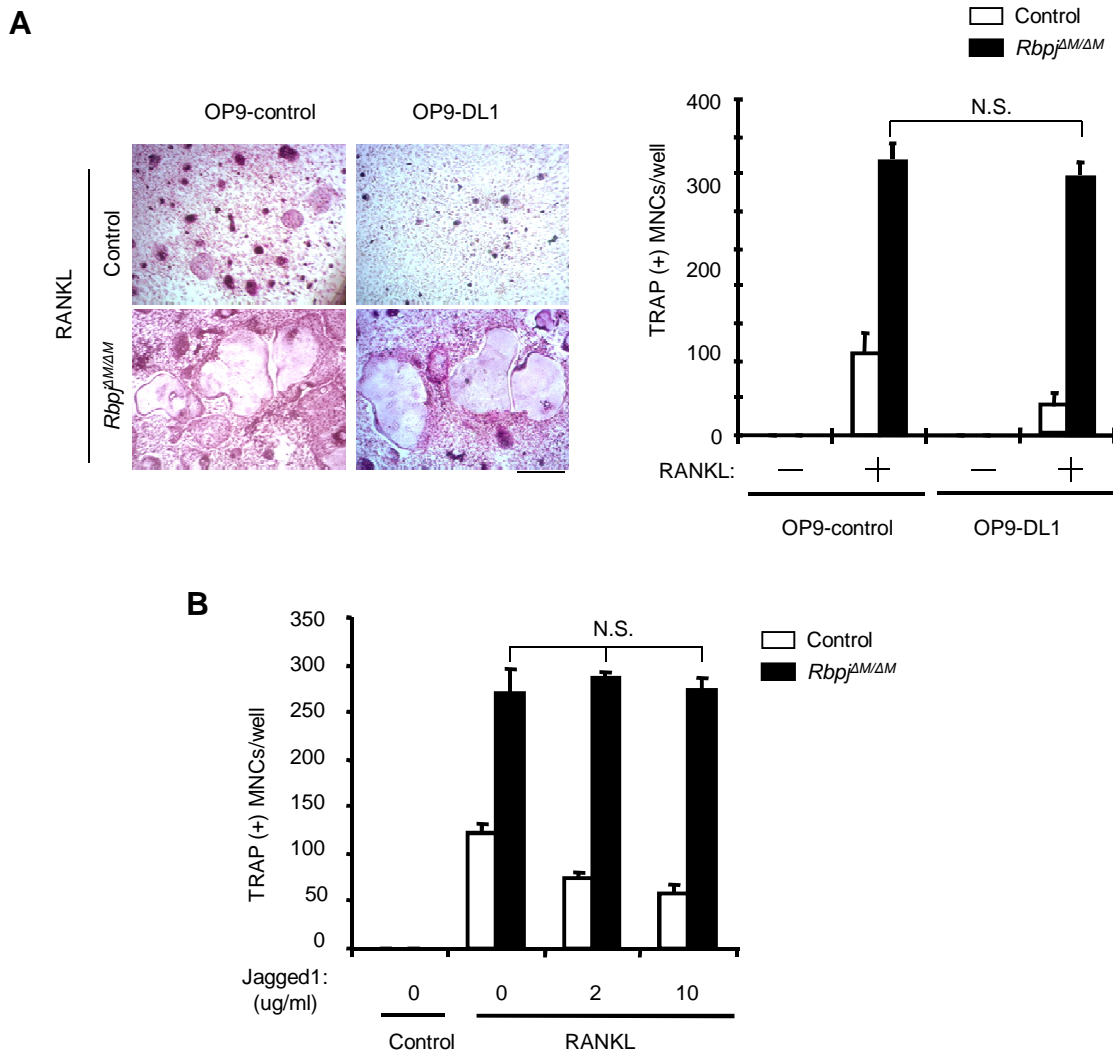 A
Control
Rbpj^ΔM/ΔM
OP9-control OP9-DL1
RANKL
Control
Rbpj^ΔM/ΔM
N.S.
TRAP (+) MNCs/well
400
300
200
100
0
RANKL: — + — +
OP9-control OP9-DL1
B
N.S.
Control
Rbpj^ΔM/ΔM
TRAP (+) MNCs/well
350
300
250
200
150
100
50
0
Jagged1:
(ug/ml)
0 0 2 10
Control RANKL